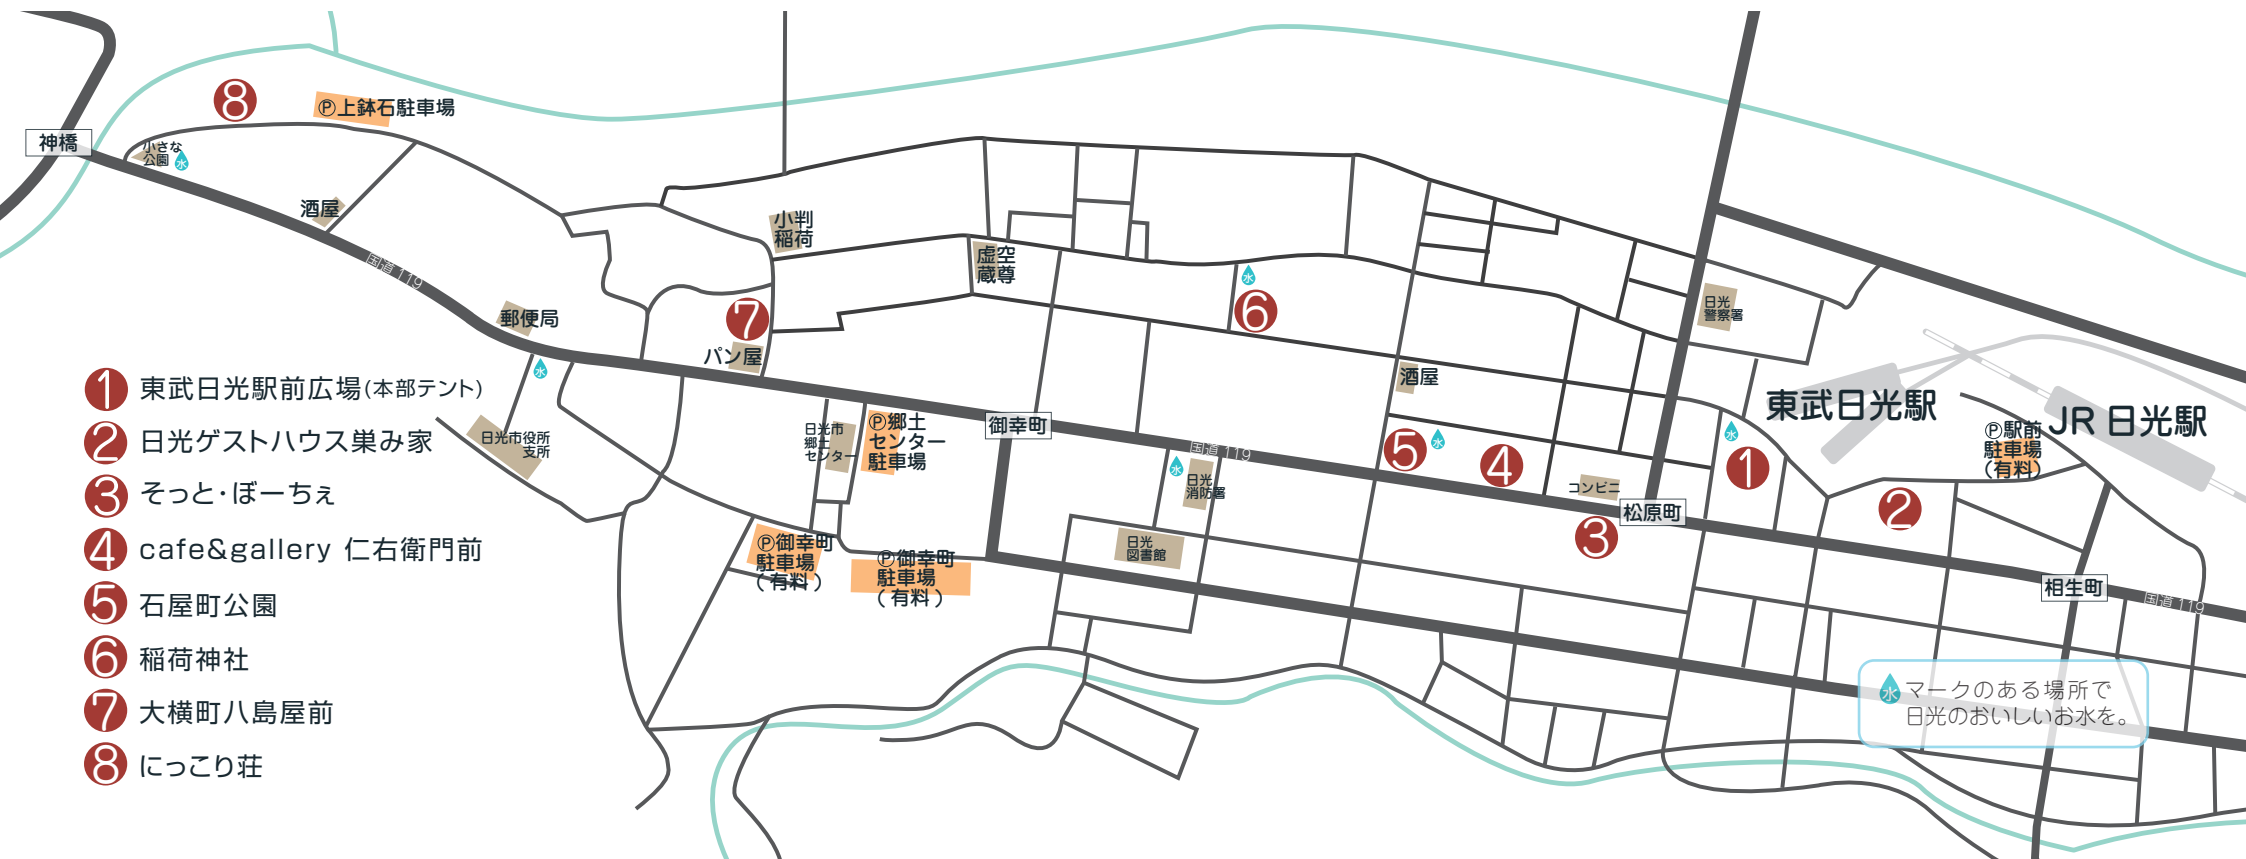 8
Ⓟ上鉢石駐車場
神橋
小さな
公園
水
酒屋
国道 119
小判
稲荷
虚空
蔵尊
水
6
7
パン屋
郵便局
水
日光
警察署
東武日光駅
JR 日光駅
Ⓟ駅前
駐車場
(有料)
酒屋
日光市役所
支所
日光市
郷土
センター
Ⓟ郷土
センター
駐車場
御幸町
国道 119
水
日光
消防署
5
水
4
コンビニ
松原町
3
水
1
2
日光
図書館
Ⓟ御幸町
駐車場
(有料)
Ⓟ御幸町
駐車場
(有料)
相生町
国道 119
水マークのある場所で
日光のおいしいお水を。
1 東武日光駅前広場(本部テント)
2 日光ゲストハウス巣み家
3 そっと・ぼーちぇ
4 cafe&gallery 仁右衛門前
5 石屋町公園
6 稲荷神社
7 大横町八島屋前
8 にっこり荘